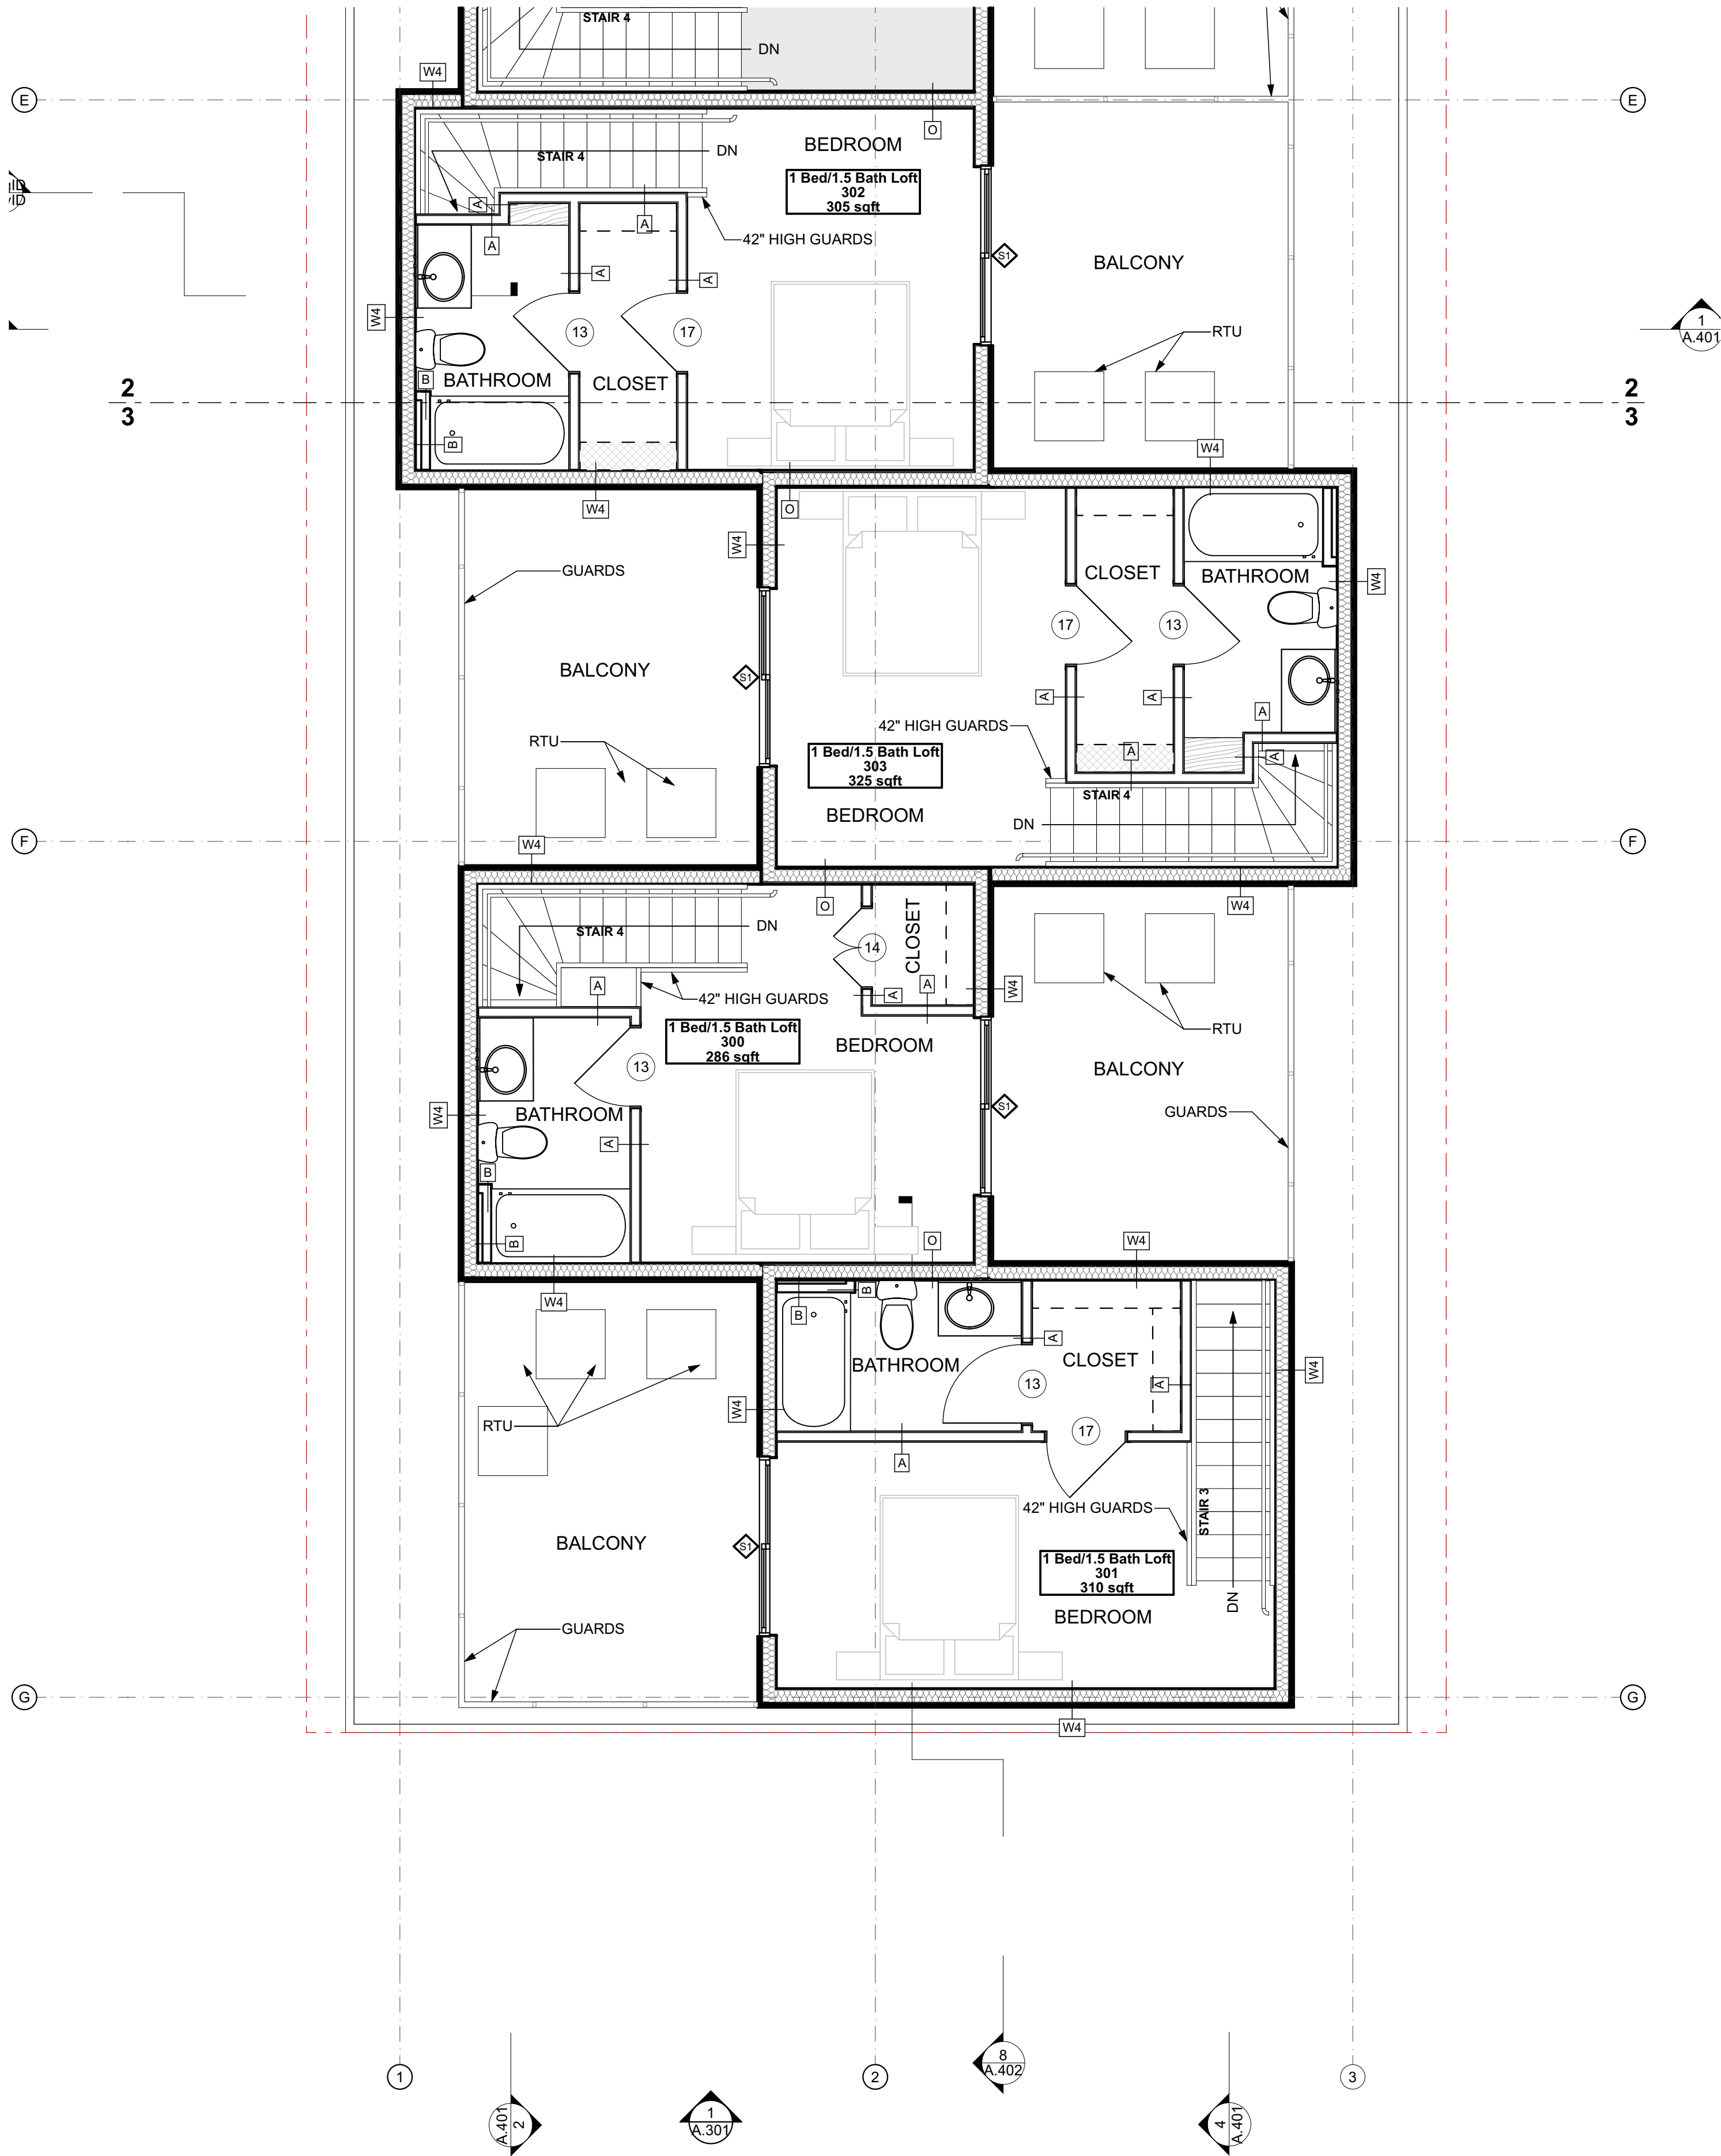 STAIR 4
DN
W4
E
E
O
BEDROOM
DN
STAIR 4
1 Bed/1.5 Bath Loft
302
305 sqft
A
A
A
42" HIGH GUARDS
BALCONY
S1
A
A
W4
13
17
RTU
1
A.401
B
BATHROOM
CLOSET
2
3
2
3
B
W4
W4
O
W4
GUARDS
CLOSET
BATHROOM
W4
17
13
BALCONY
S1
A
A
A
42" HIGH GUARDS
RTU
1 Bed/1.5 Bath Loft
303
325 sqft
A
A
STAIR 4
BEDROOM
DN
F
F
W4
O
W4
DN
STAIR 4
14
CLOSET
A
A
A
W4
42" HIGH GUARDS
1 Bed/1.5 Bath Loft
300
286 sqft
RTU
BEDROOM
13
BALCONY
S1
W4
BATHROOM
GUARDS
A
B
B
O
W4
W4
B
B
A
BATHROOM
CLOSET
W4
13
A
W4
RTU
17
A
42" HIGH GUARDS
STAIR 3
BALCONY
S1
1 Bed/1.5 Bath Loft
301
310 sqft
DN
BEDROOM
GUARDS
G
G
W4
1
2
3
8
A.402
A.401
2
1
A.301
4
A.401